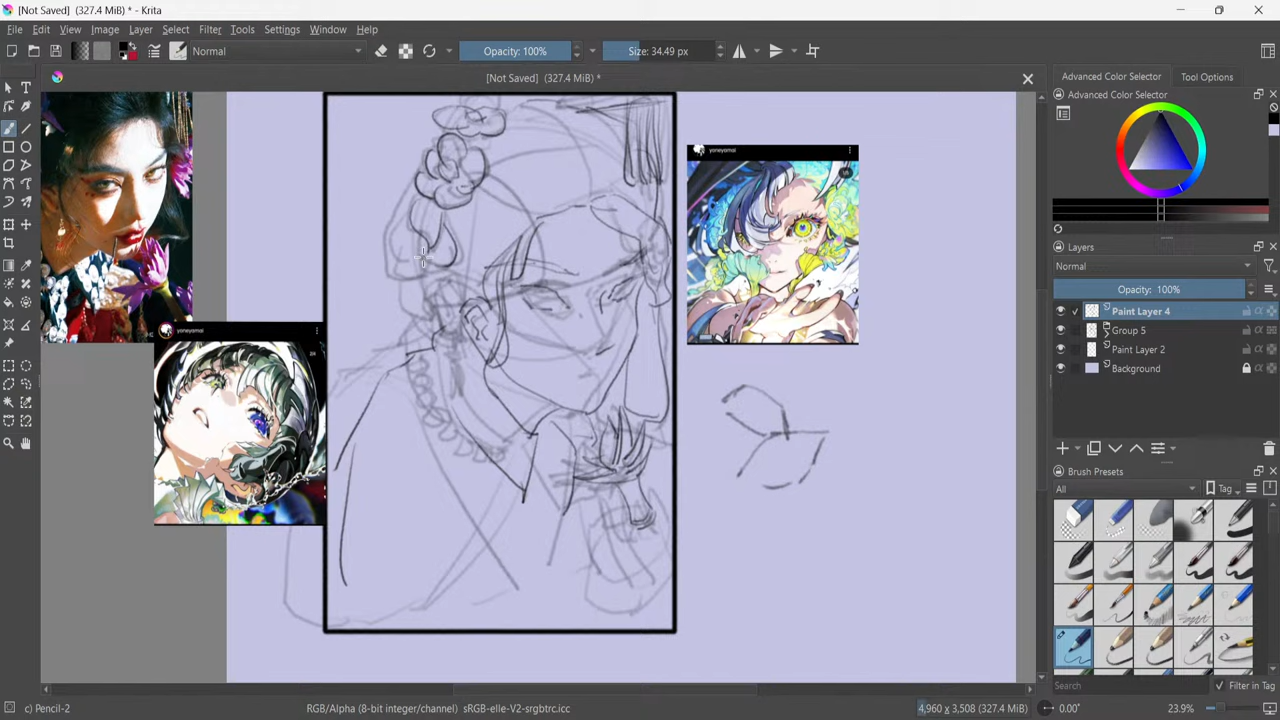 [Not Saved] (327.4 MiB) * - Krita
File Edit View Image Layer Select Filter Tools Settings Window Help
Normal Opacity: 100% Size: 34.49 px
[Not Saved] (327.4 MiB) *
Advanced Color Selector Tool Options
Advanced Color Selector
yoneyamai
yoneyamai
Layers
Normal
Opacity: 100%
Paint Layer 4
Group 5
Paint Layer 2
Background
Brush Presets
All Tag
Search Filter in Tag
c) Pencil-2 RGB/Alpha (8-bit integer/channel) sRGB-elle-V2-srgbtrc.icc 4,960 x 3,508 (327.4 MiB) 0.00° 23.9%